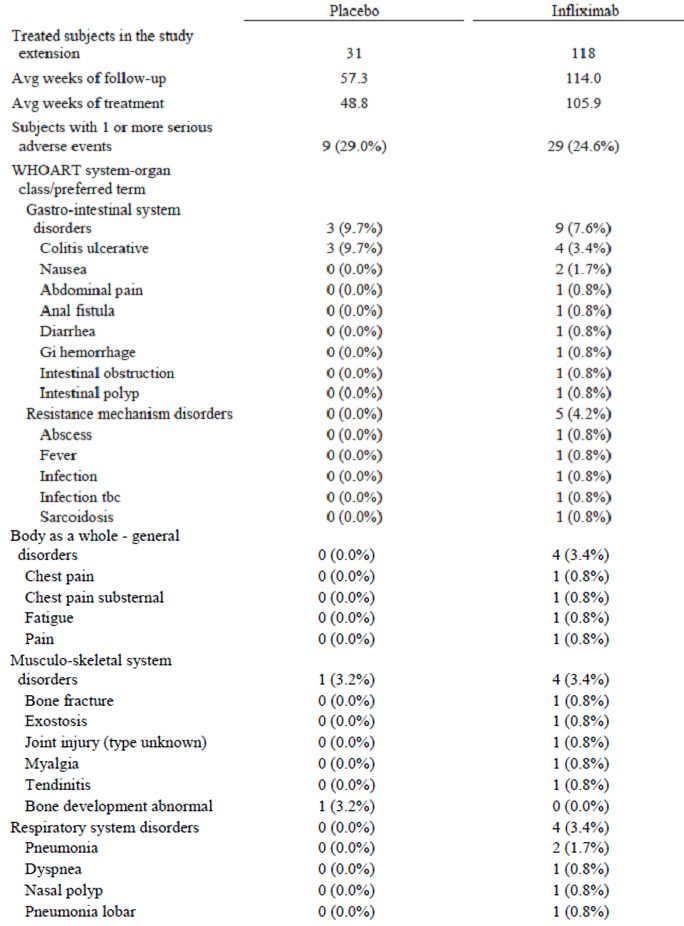 Placebo Infliximab
Treated subjects in the study
extension 31 118
Avg weeks of follow-up 57.3 114.0
Avg weeks of treatment 48.8 105.9
Subjects with 1 or more serious
adverse events 9 (29.0%) 29 (24.6%)
WHOART system-organ
class/preferred term
Gastro-intestinal system
disorders 3 (9.7%) 9 (7.6%)
Colitis ulcerative 3 (9.7%) 4 (3.4%)
Nausea 0 (0.0%) 2 (1.7%)
Abdominal pain 0 (0.0%) 1 (0.8%)
Anal fistula 0 (0.0%) 1 (0.8%)
Diarrhea 0 (0.0%) 1 (0.8%)
Gi hemorrhage 0 (0.0%) 1 (0.8%)
Intestinal obstruction 0 (0.0%) 1 (0.8%)
Intestinal polyp 0 (0.0%) 1 (0.8%)
Resistance mechanism disorders 0 (0.0%) 5 (4.2%)
Abscess 0 (0.0%) 1 (0.8%)
Fever 0 (0.0%) 1 (0.8%)
Infection 0 (0.0%) 1 (0.8%)
Infection tbc 0 (0.0%) 1 (0.8%)
Sarcoidosis 0 (0.0%) 1 (0.8%)
Body as a whole - general
disorders 0 (0.0%) 4 (3.4%)
Chest pain 0 (0.0%) 1 (0.8%)
Chest pain substernal 0 (0.0%) 1 (0.8%)
Fatigue 0 (0.0%) 1 (0.8%)
Pain 0 (0.0%) 1 (0.8%)
Musculo-skeletal system
disorders 1 (3.2%) 4 (3.4%)
Bone fracture 0 (0.0%) 1 (0.8%)
Exostosis 0 (0.0%) 1 (0.8%)
Joint injury (type unknown) 0 (0.0%) 1 (0.8%)
Myalgia 0 (0.0%) 1 (0.8%)
Tendinitis 0 (0.0%) 1 (0.8%)
Bone development abnormal 1 (3.2%) 0 (0.0%)
Respiratory system disorders 0 (0.0%) 4 (3.4%)
Pneumonia 0 (0.0%) 2 (1.7%)
Dyspnea 0 (0.0%) 1 (0.8%)
Nasal polyp 0 (0.0%) 1 (0.8%)
Pneumonia lobar 0 (0.0%) 1 (0.8%)